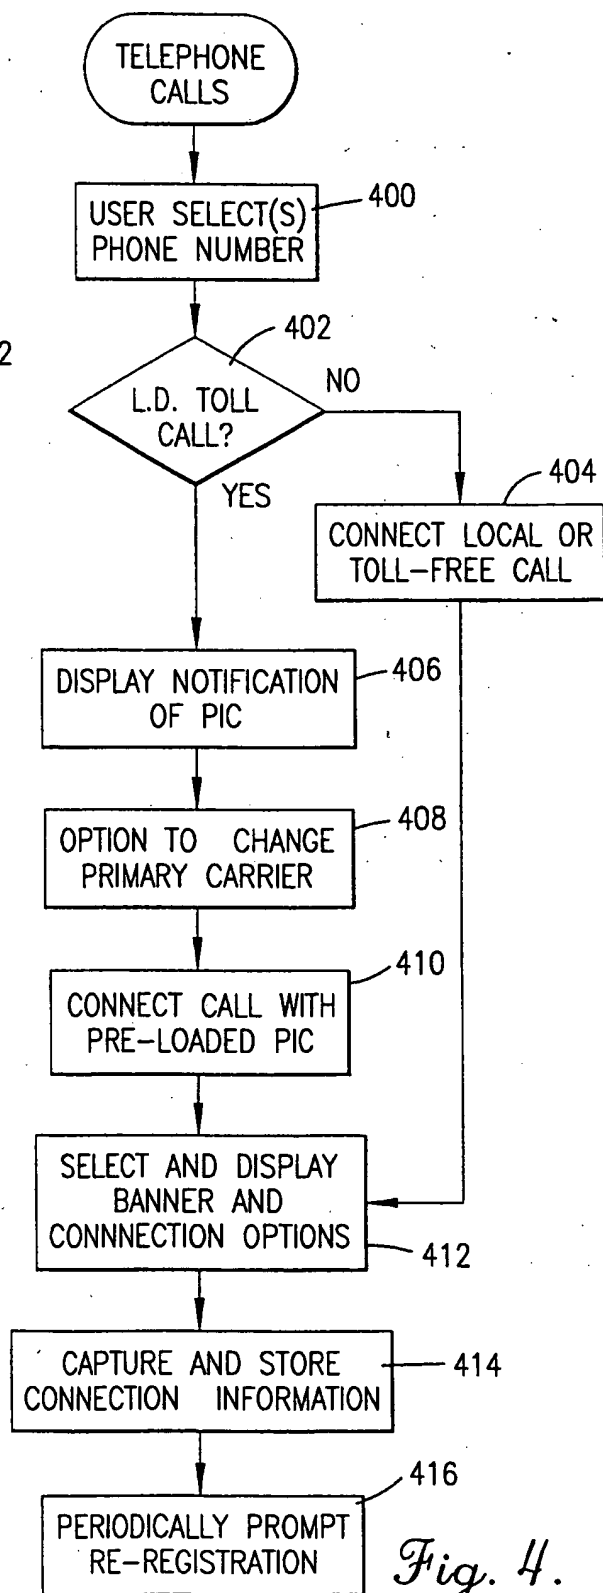 TELEPHONE
CALLS
USER SELECT(S)
PHONE NUMBER
400
2
402
L.D. TOLL
CALL?
NO
YES
404
CONNECT LOCAL OR
TOLL-FREE CALL
DISPLAY NOTIFICATION
OF PIC
406
OPTION TO CHANGE
PRIMARY CARRIER
408
410
CONNECT CALL WITH
PRE-LOADED PIC
SELECT AND DISPLAY
BANNER AND
CONNNECTION OPTIONS
412
CAPTURE AND STORE
CONNECTION INFORMATION
414
416
PERIODICALLY PROMPT
RE-REGISTRATION
Fig. 4.